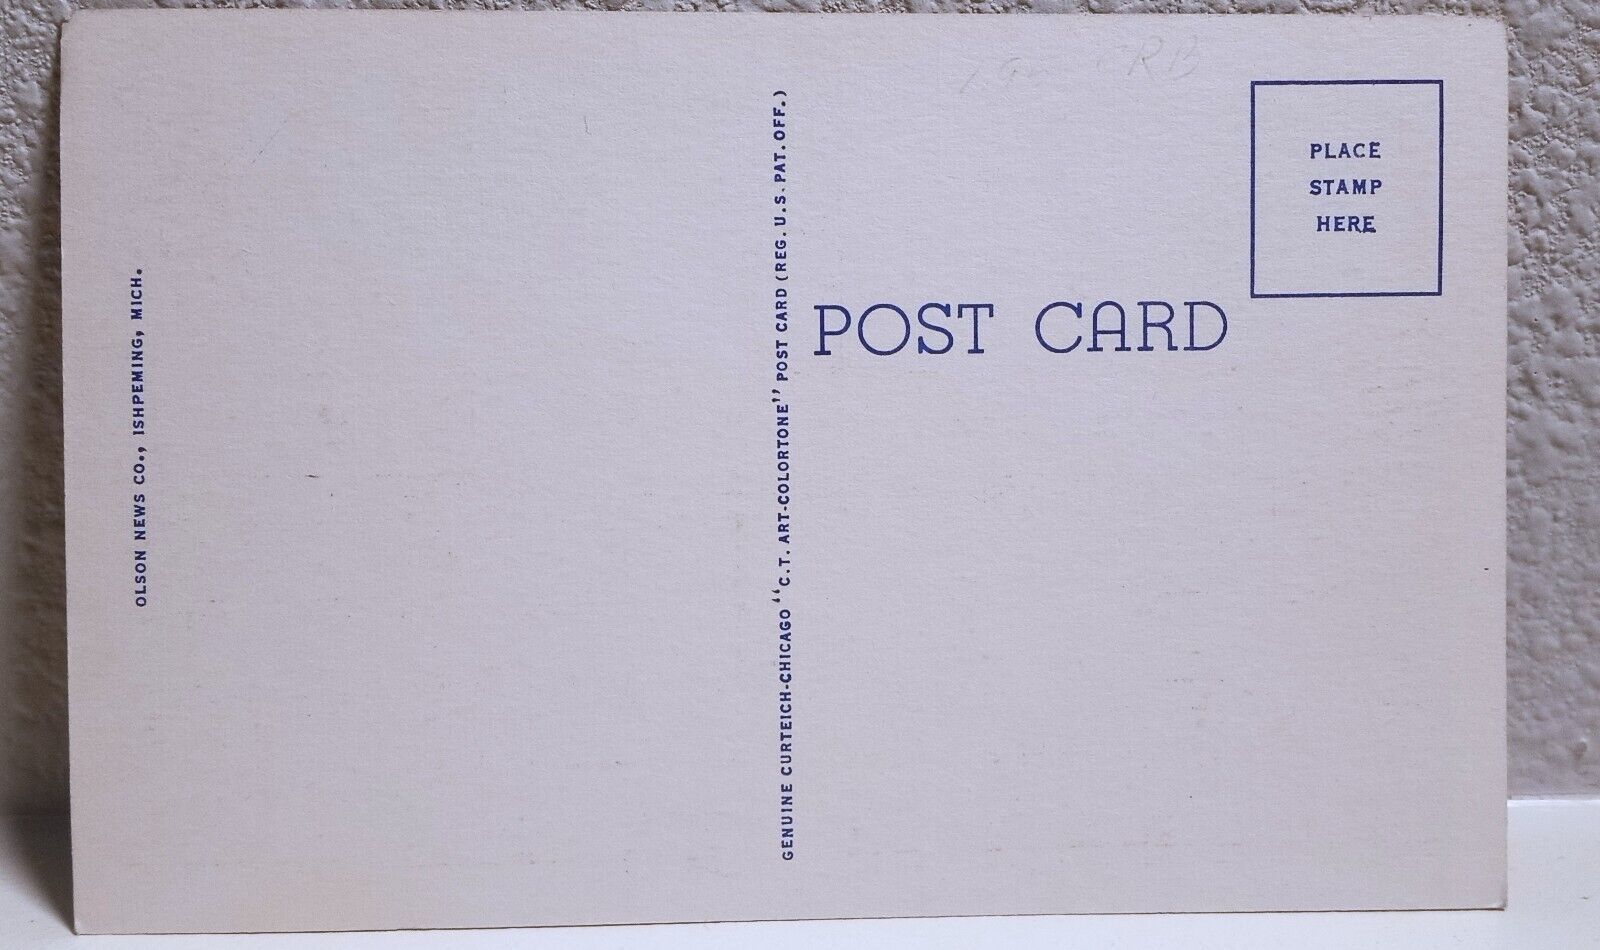 OLSON NEWS CO., ISHPEMING, MICH.
GENUINE CURTEICH-CHICAGO "C.T. ART-COLORTONE" POST CARD (REG. U.S. PAT. OFF.)
POST CARD
PLACE
STAMP
HERE
RB